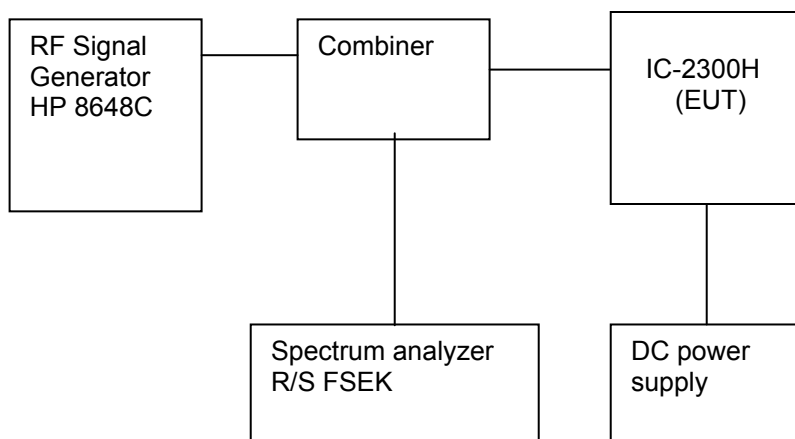 RF Signal
Generator
HP 8648C
Combiner
IC-2300H
(EUT)
Spectrum analyzer
R/S FSEK
DC power
supply